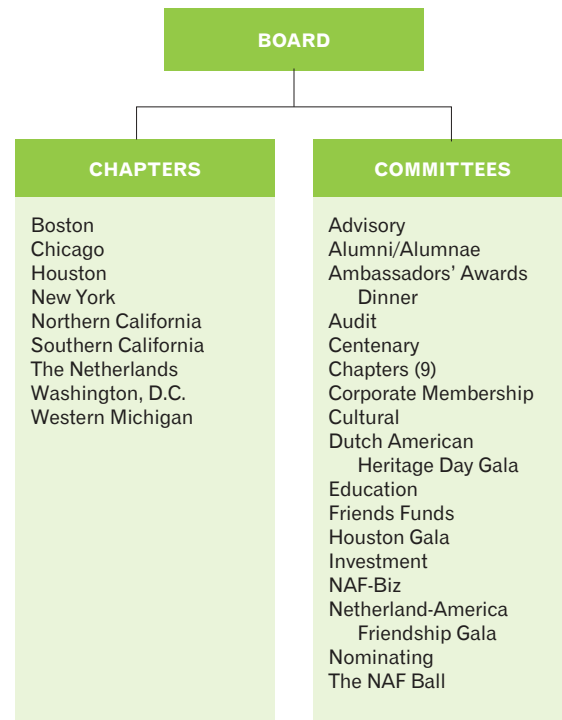 BOARD
CHAPTERS
Boston
Chicago
Houston
New York
Northern California
Southern California
The Netherlands
Washington, D.C.
Western Michigan
COMMITTEES
Advisory
Alumni/Alumnae
Ambassadors’ Awards
Dinner
Audit
Centenary
Chapters (9)
Corporate Membership
Cultural
Dutch American
Heritage Day Gala
Education
Friends Funds
Houston Gala
Investment
NAF-Biz
Netherland-America
Friendship Gala
Nominating
The NAF Ball